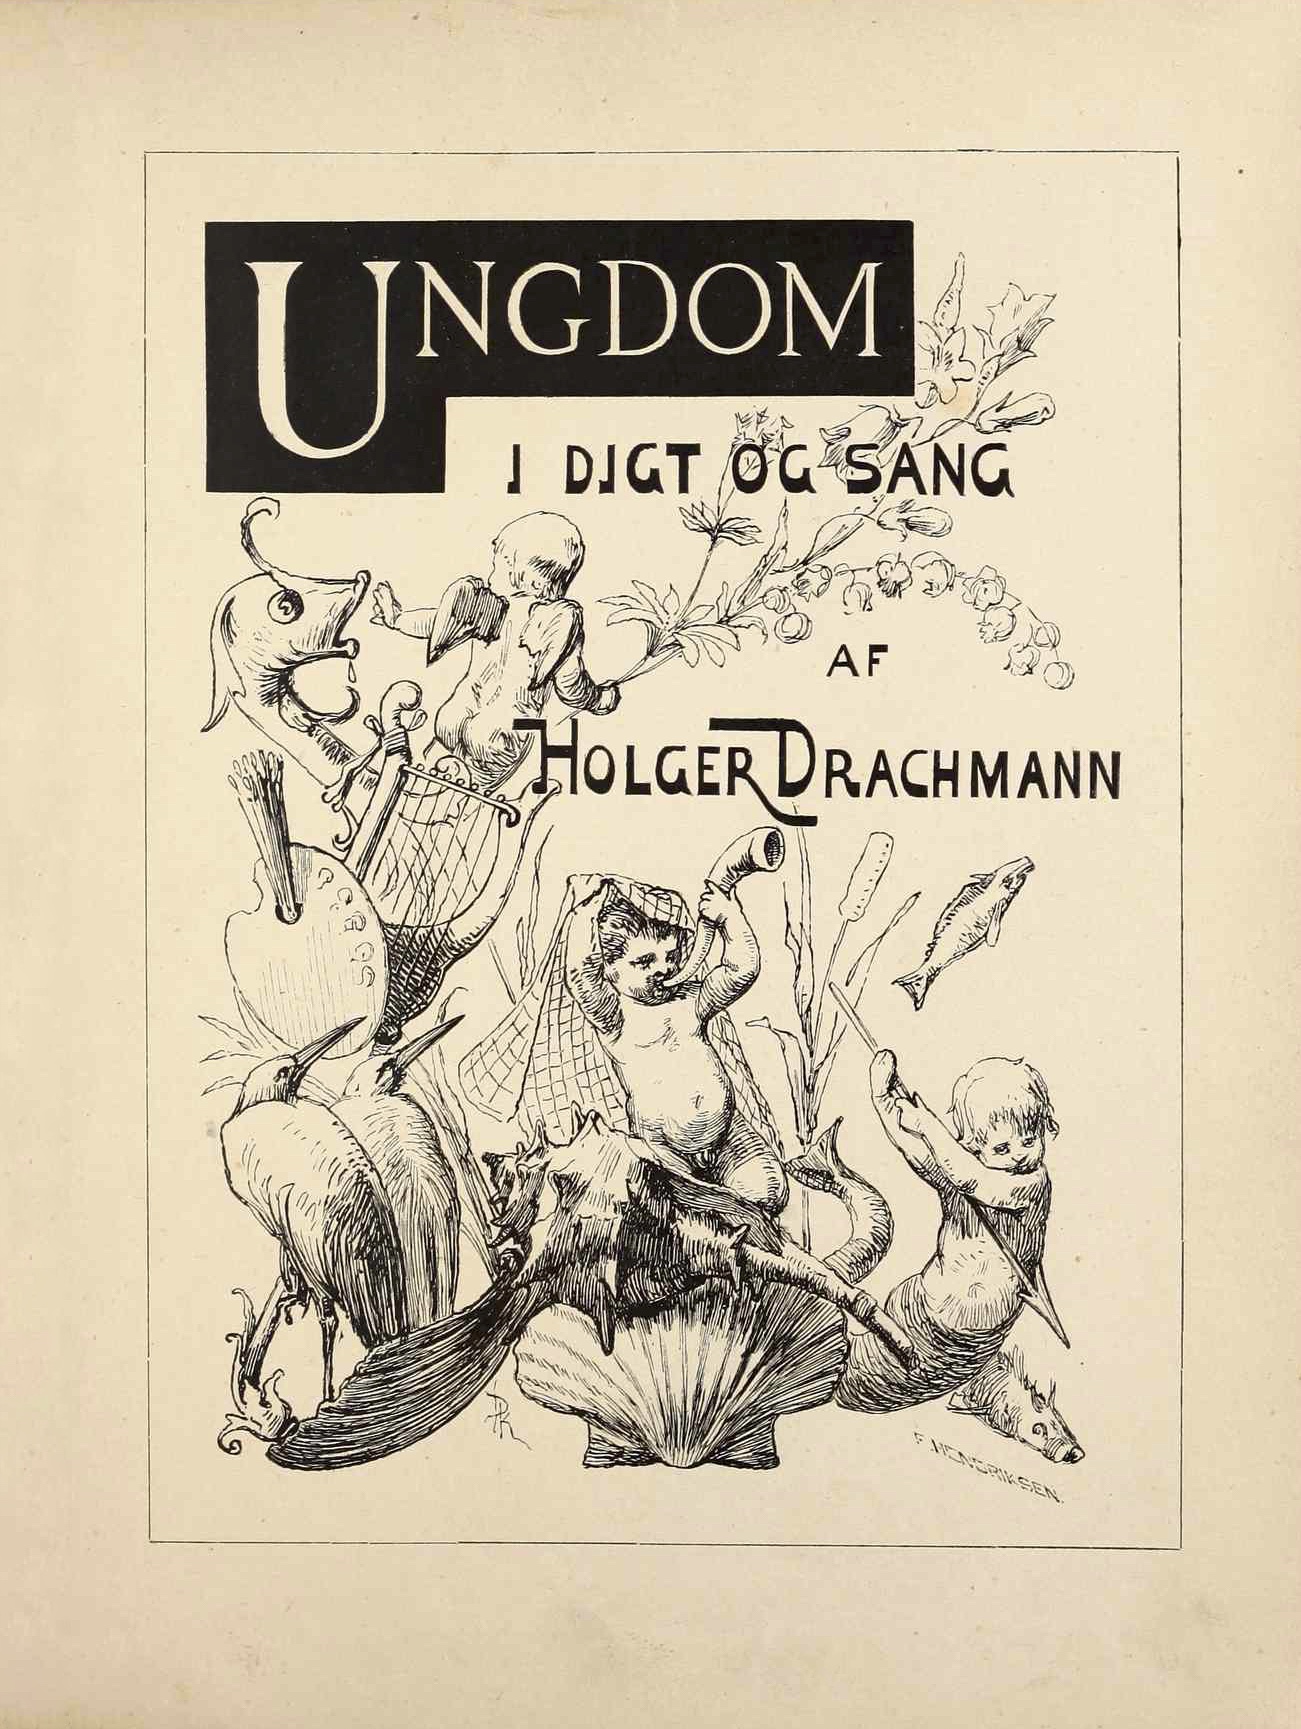 UNGDOM
I DIGT OG SANG
AF
HOLGER DRACHMANN
F. HENDRIKSEN.